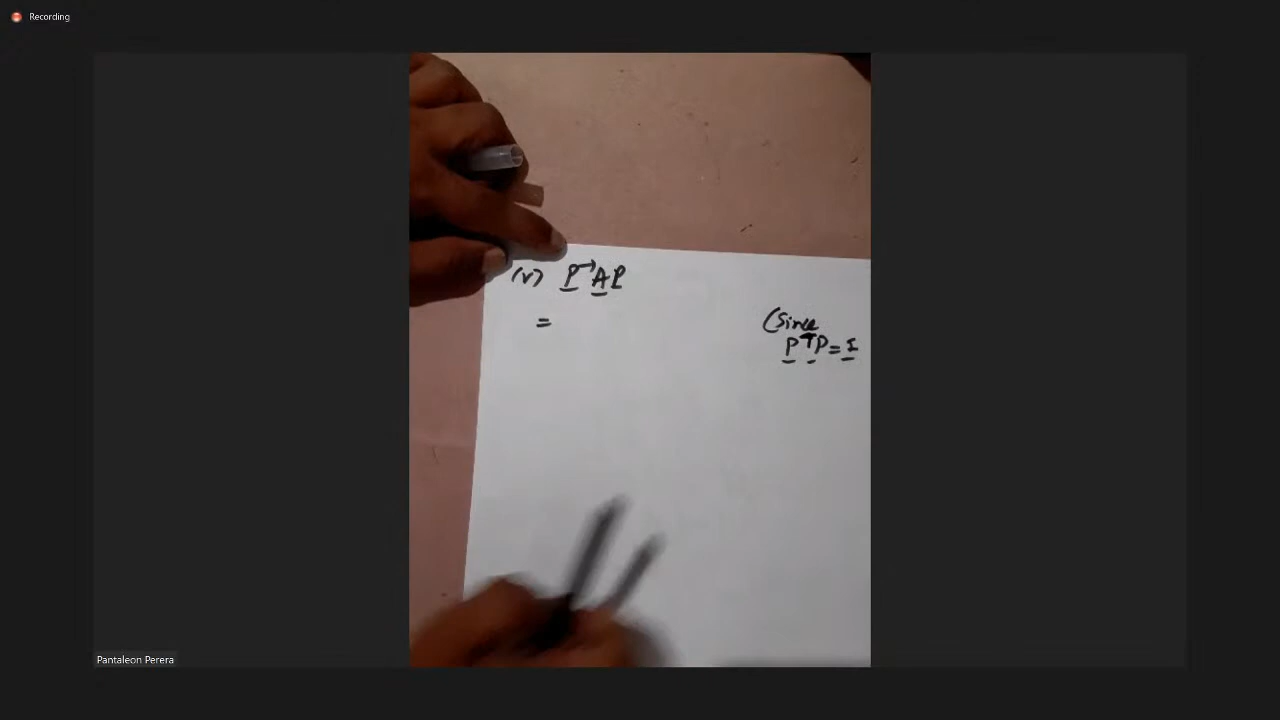 Recording
(v) P⁻¹AP
=
(Since
PᵀP = I
Pantaleon Perera